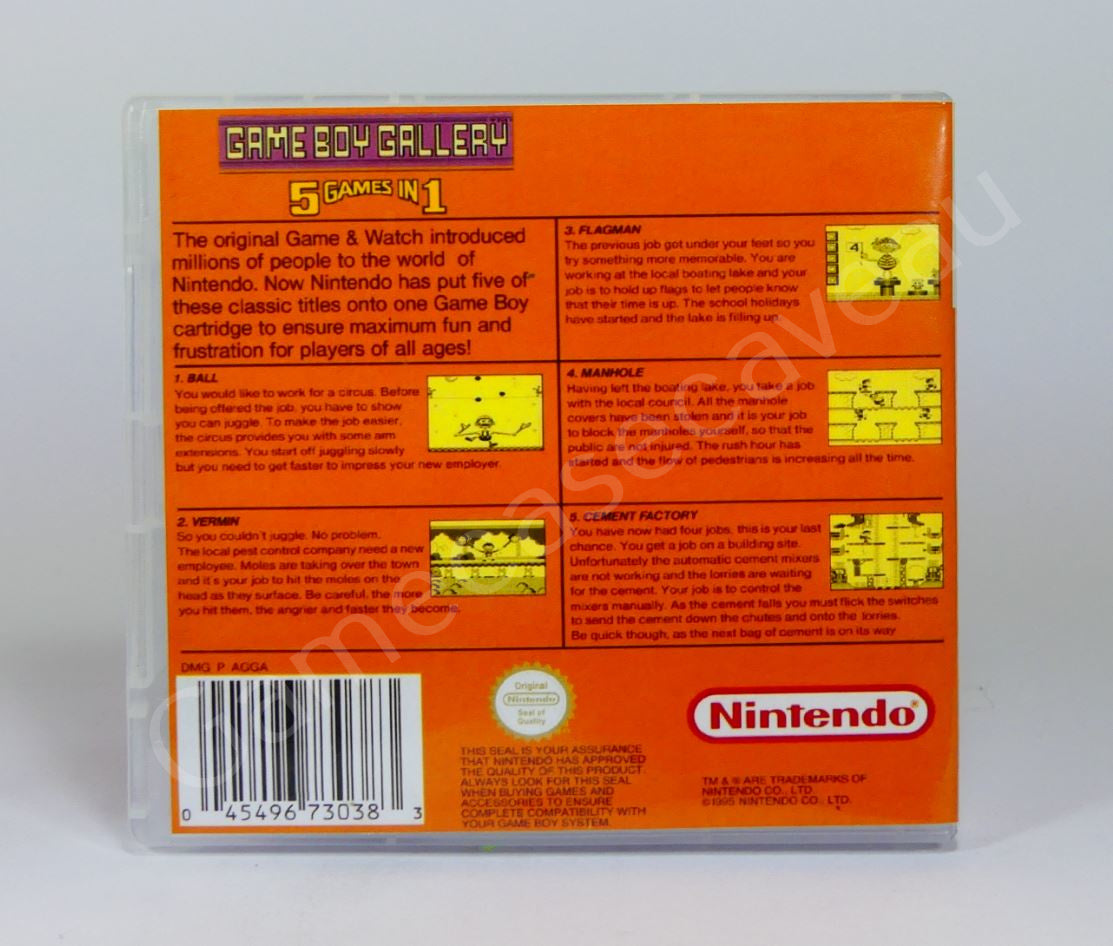 GAME BOY GALLERY™
5 GAMES IN 1
The original Game & Watch introduced
millions of people to the world of
Nintendo. Now Nintendo has put five of
these classic titles onto one Game Boy
cartridge to ensure maximum fun and
frustration for players of all ages!
1. BALL
You would like to work for a circus. Before
being offered the job, you have to show
you can juggle. To make the job easier,
the circus provides you with some arm
extensions. You start off juggling slowly
but you need to get faster to impress your new employer.
2. VERMIN
So you couldn't juggle. No problem.
The local pest control company need a new
employee. Moles are taking over the town
and it's your job to hit the moles on the
head as they surface. Be careful, the more
you hit them, the angrier and faster they become.
3. FLAGMAN
The previous job got under your feet so you
try something more memorable. You are
working at the local boating lake and your
job is to hold up flags to let people know
that their time is up. The school holidays
have started and the lake is filling up.
4
4. MANHOLE
Having left the boating lake, you take a job
with the local council. All the manhole
covers have been stolen and it is your job
to block the manholes yourself, so that the
public are not injured. The rush hour has
started and the flow of pedestrians is increasing all the time.
5. CEMENT FACTORY
You have now had four jobs, this is your last
chance. You get a job on a building site.
Unfortunately the automatic cement mixers
are not working and the lorries are waiting
for the cement. Your job is to control the
mixers manually. As the cement falls you must flick the switches
to send the cement down the chutes and onto the lorries.
Be quick though, as the next bag of cement is on its way
DMG P AGGA
0 45496 73038 3
Original
Nintendo
Seal of
Quality
THIS SEAL IS YOUR ASSURANCE
THAT NINTENDO HAS APPROVED
THE QUALITY OF THIS PRODUCT.
ALWAYS LOOK FOR THIS SEAL
WHEN BUYING GAMES AND
ACCESSORIES TO ENSURE
COMPLETE COMPATIBILITY WITH
YOUR GAME BOY SYSTEM.
Nintendo®
TM & ® ARE TRADEMARKS OF
NINTENDO CO., LTD.
©1995 NINTENDO CO., LTD.
Gamecasecave.au